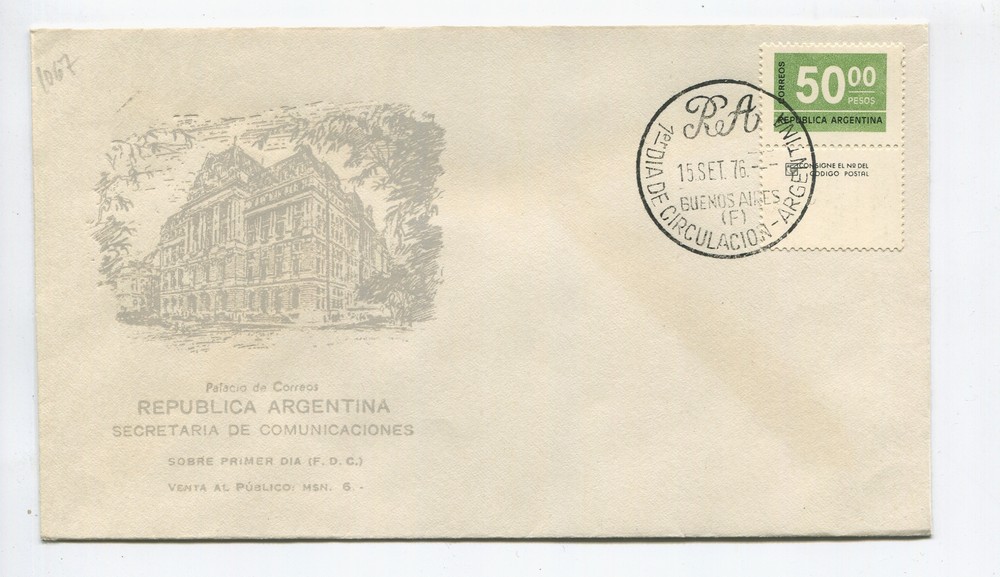 1067
CORREOS
50 00
PESOS
REPUBLICA ARGENTINA
CONSIGNE EL Nº DEL
CODIGO POSTAL
RA
1er DIA DE CIRCULACION - ARGENTINA
15.SET.76.-
BUENOS AIRES
(F)
Palacio de Correos
REPUBLICA ARGENTINA
SECRETARIA DE COMUNICACIONES
SOBRE PRIMER DIA (F. D. C.)
VENTA AL PÚBLICO: M$N. 6.-